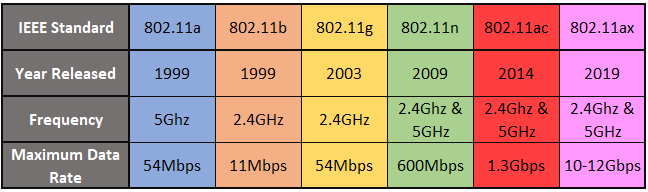 IEEE Standard 802.11a 802.11b 802.11g 802.11n 802.11ac 802.11ax
Year Released 1999 1999 2003 2009 2014 2019
Frequency 5Ghz 2.4GHz 2.4GHz 2.4Ghz & 5GHz 2.4Ghz & 5GHz 2.4Ghz & 5GHz
Maximum Data Rate 54Mbps 11Mbps 54Mbps 600Mbps 1.3Gbps 10-12Gbps